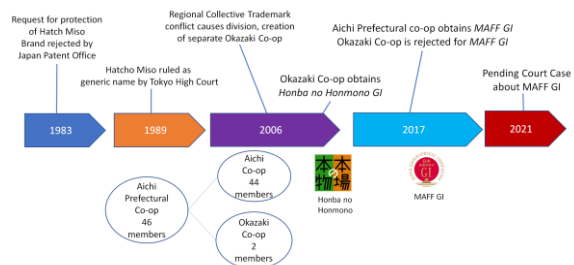 Request for protection
of Hatch Miso
Brand rejected by
Japan Patent Office
Hatcho Miso ruled as
generic name by Tokyo High Court
Regional Collective Trademark
conflict causes division, creation
of separate Okazaki Co-op
Okazaki Co-op obtains
Honba no Honmono GI
Aichi Prefectural co-op obtains MAFF GI
Okazaki Co-op is rejected for MAFF GI
Pending Court Case
about MAFF GI
1983
1989
2006
2017
2021
Aichi
Prefectural
Co-op
46
members
Aichi
Co-op
44
members
Okazaki
Co-op
2
members
本場
本物
Honba no
Honmono
GI
MAFF GI